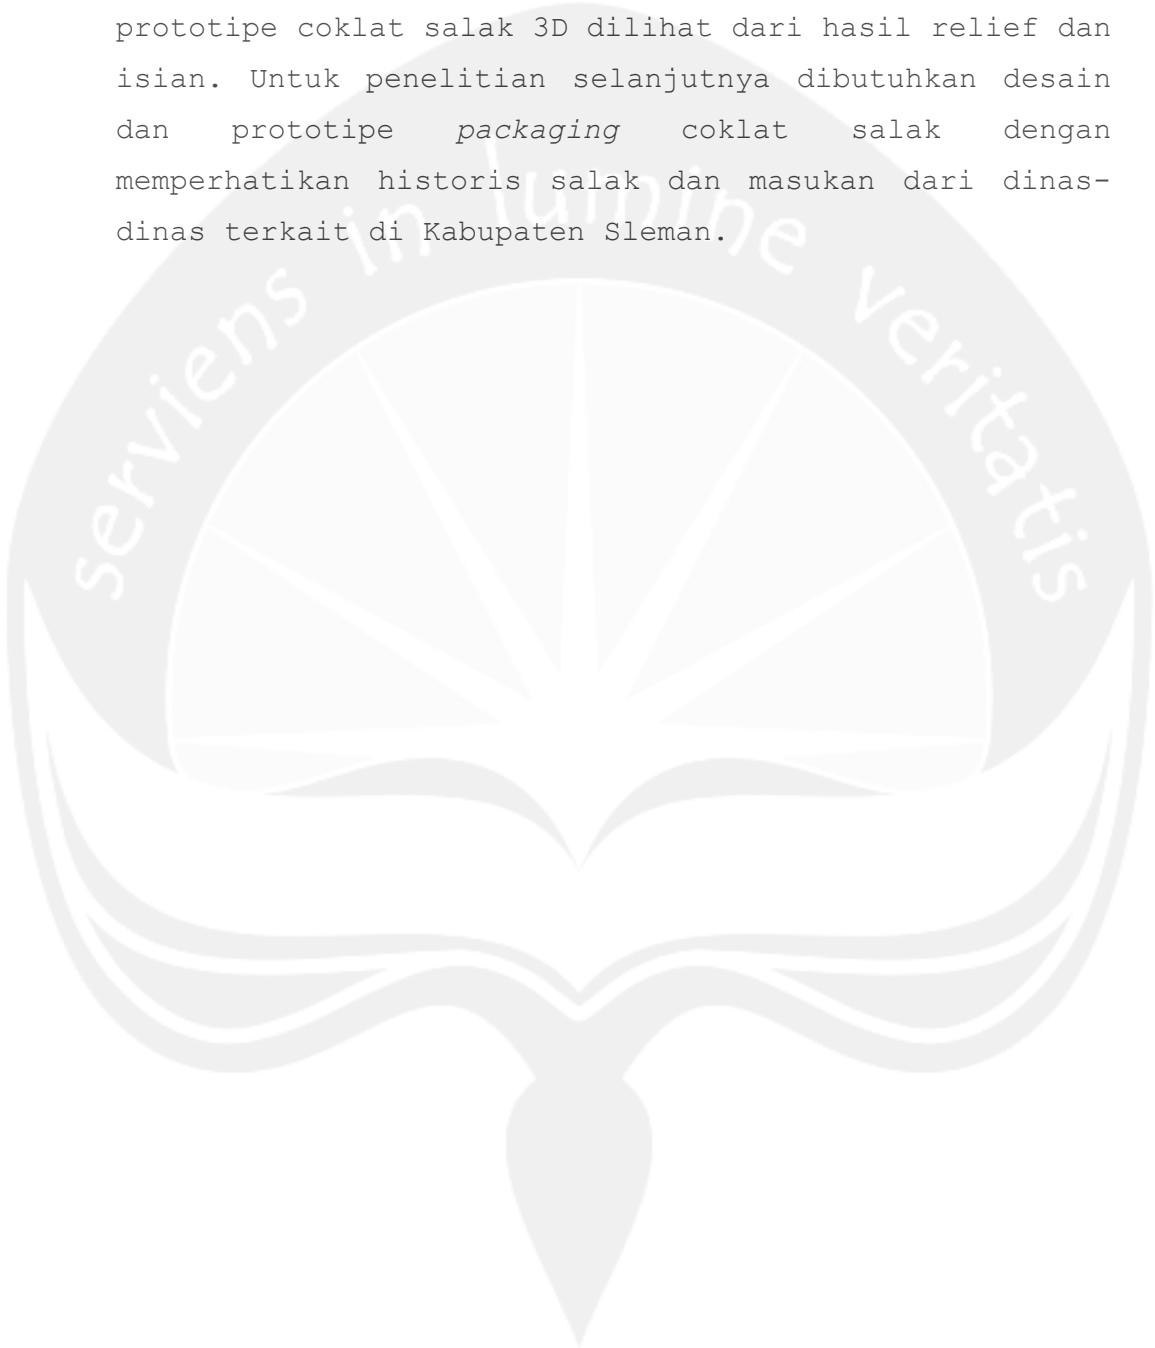 prototipe coklat salak 3D dilihat dari hasil relief dan
isian. Untuk penelitian selanjutnya dibutuhkan desain
dan prototipe packaging coklat salak dengan
memperhatikan historis salak dan masukan dari dinas-
dinas terkait di Kabupaten Sleman.
serviens in lumine veritatis